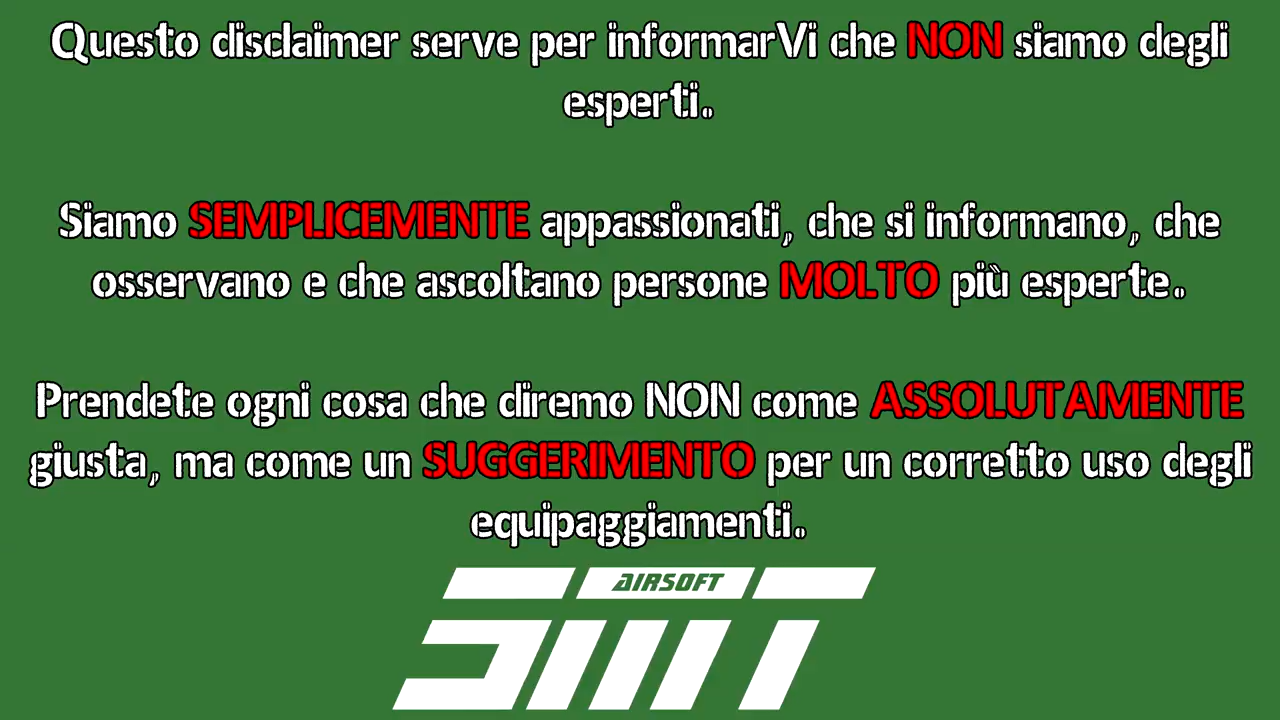 Questo disclaimer serve per informarVi che NON siamo degli
esperti.
Siamo SEMPLICEMENTE appassionati, che si informano, che
osservano e che ascoltano persone MOLTO più esperte.
Prendete ogni cosa che diremo NON come ASSOLUTAMENTE
giusta, ma come un SUGGERIMENTO per un corretto uso degli
equipaggiamenti.
AIRSOFT
SMT